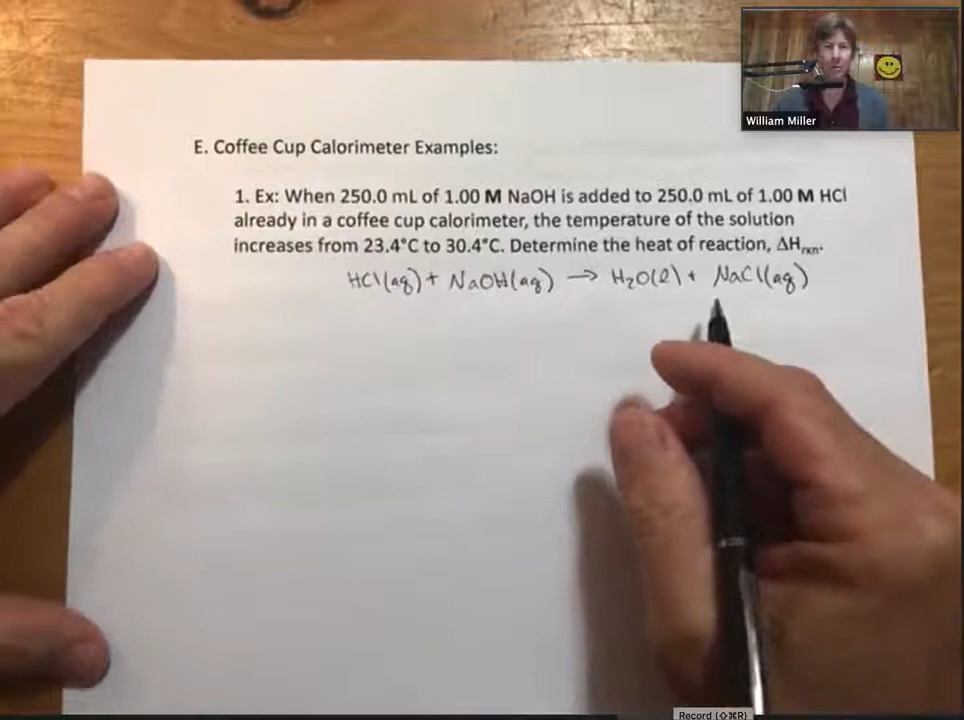 William Miller
E. Coffee Cup Calorimeter Examples:
1. Ex: When 250.0 mL of 1.00 M NaOH is added to 250.0 mL of 1.00 M HCl
already in a coffee cup calorimeter, the temperature of the solution
increases from 23.4°C to 30.4°C. Determine the heat of reaction, ΔHrxn.
HCl(aq) + NaOH(aq) → H₂O(l) + NaCl(aq)
Record (⇧⌘R)